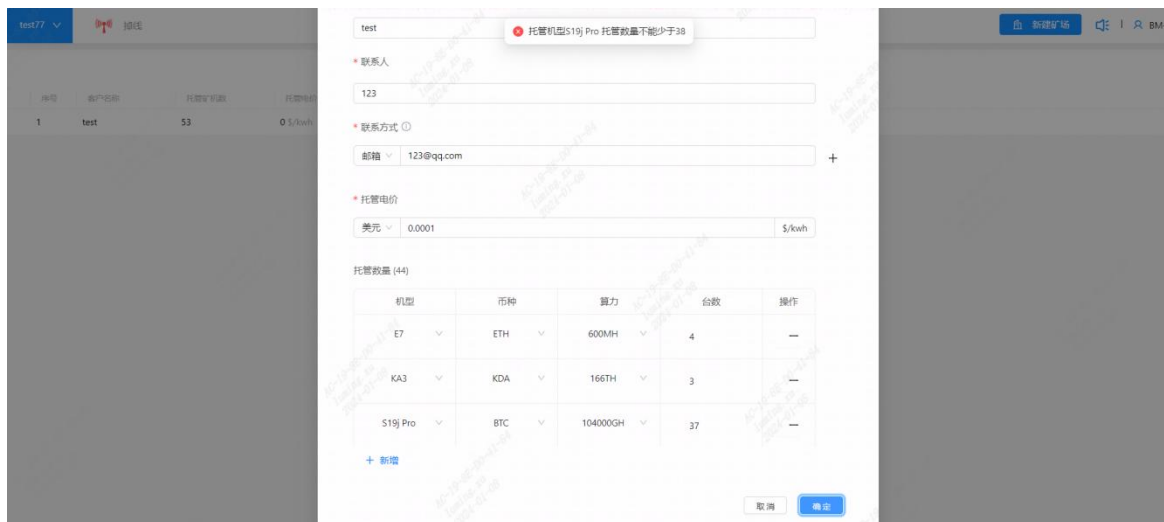 test77
掉线
新建矿场
BM
序号 客户名称 托管矿机数 托管电价
1 test 53 0 $/kwh
test
托管机型S19j Pro 托管数量不能少于38
* 联系人
123
* 联系方式
邮箱 123@qq.com
+
* 托管电价
美元 0.0001 $/kwh
托管数量 (44)
机型 币种 算力 台数 操作
E7 ETH 600MH 4 —
KA3 KDA 166TH 3 —
S19j Pro BTC 104000GH 37 —
+ 新增
取消 确定